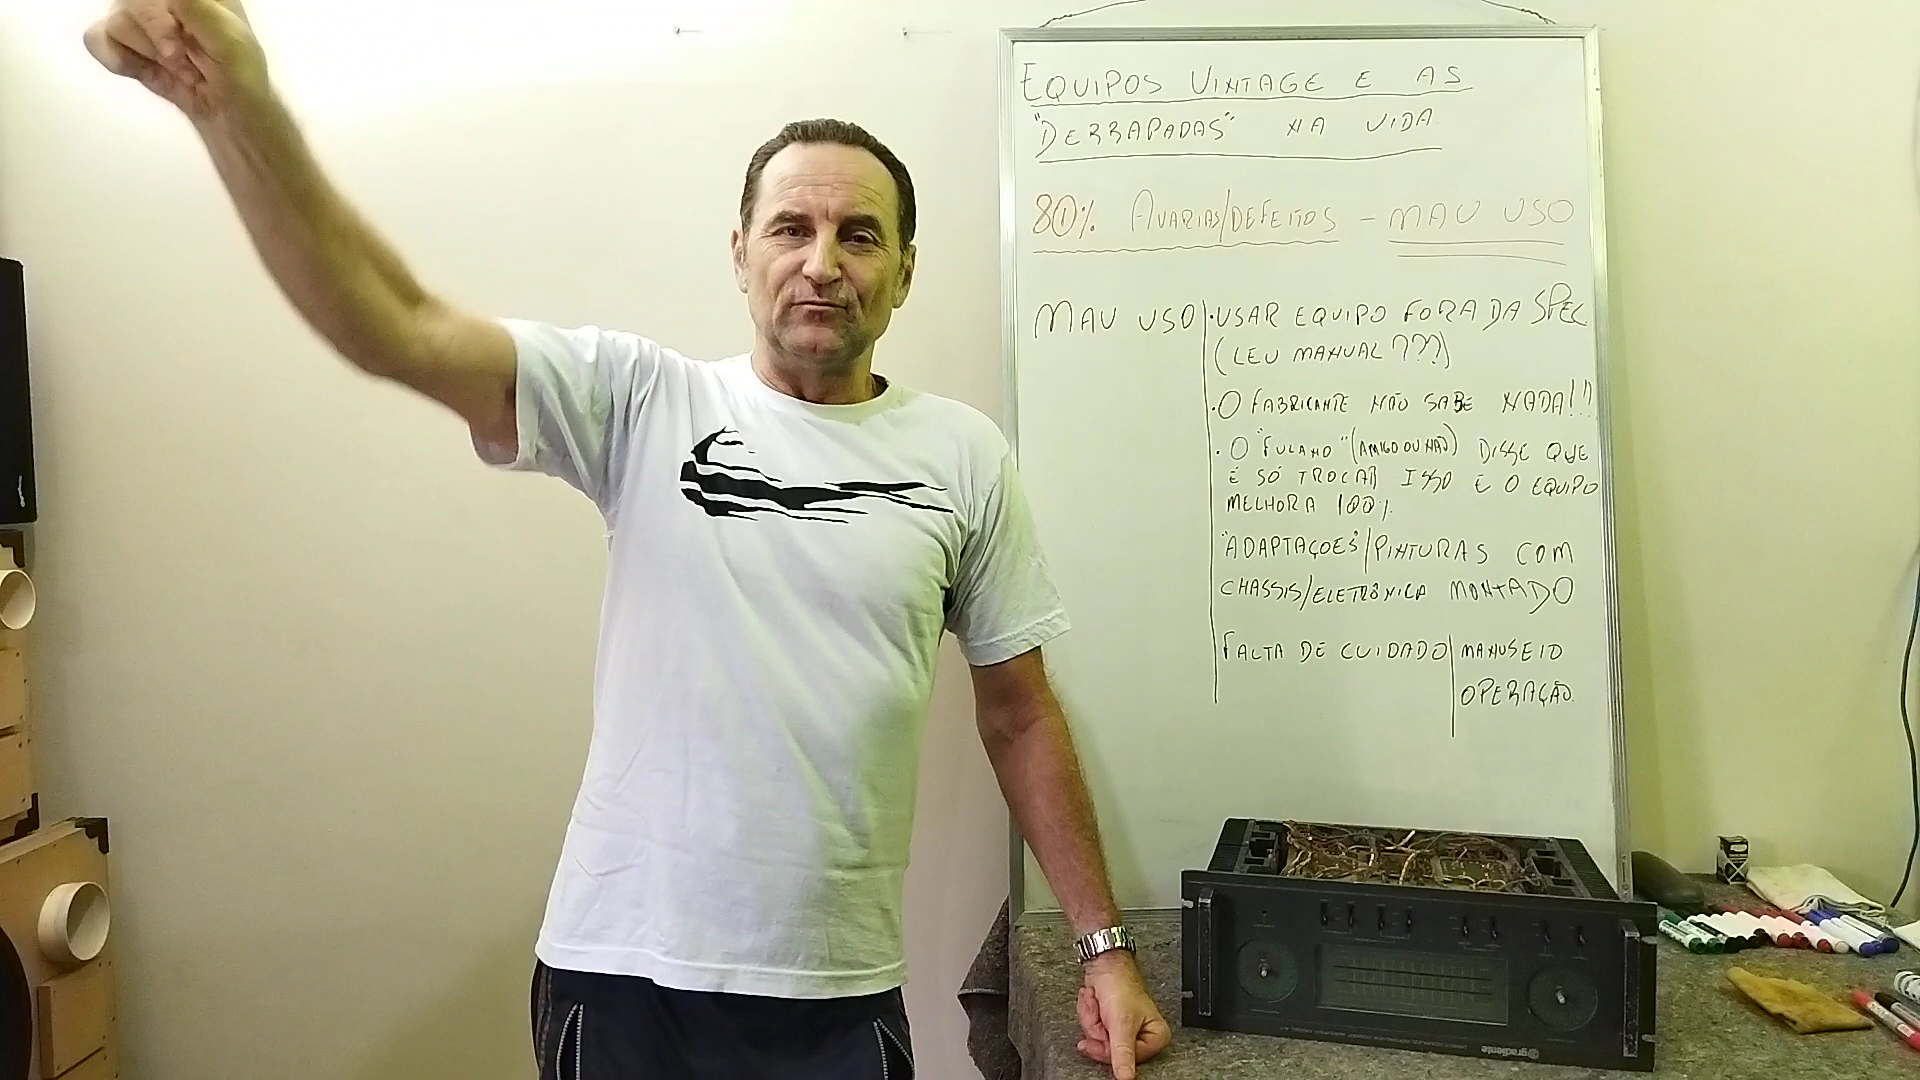 EQUIPOS VINTAGE E AS
"DERRAPADAS" NA VIDA
80% AVARIAS/DEFEITOS - MAU USO
MAU USO
• USAR EQUIPO FORA DA SPEC
(LEU MANUAL ???)
• O FABRICANTE NÃO SABE NADA!!!
• O "FULANO" (AMIGO OU NÃO) DISSE QUE
É SÓ TROCAR ISSO E O EQUIPO
MELHORA 100%.
"ADAPTAÇOES"/PINTURAS COM
CHASSIS/ELETRÔNICA MONTADO
FALTA DE CUIDADO
MANUSEIO
OPERAÇÃO.
gradiente